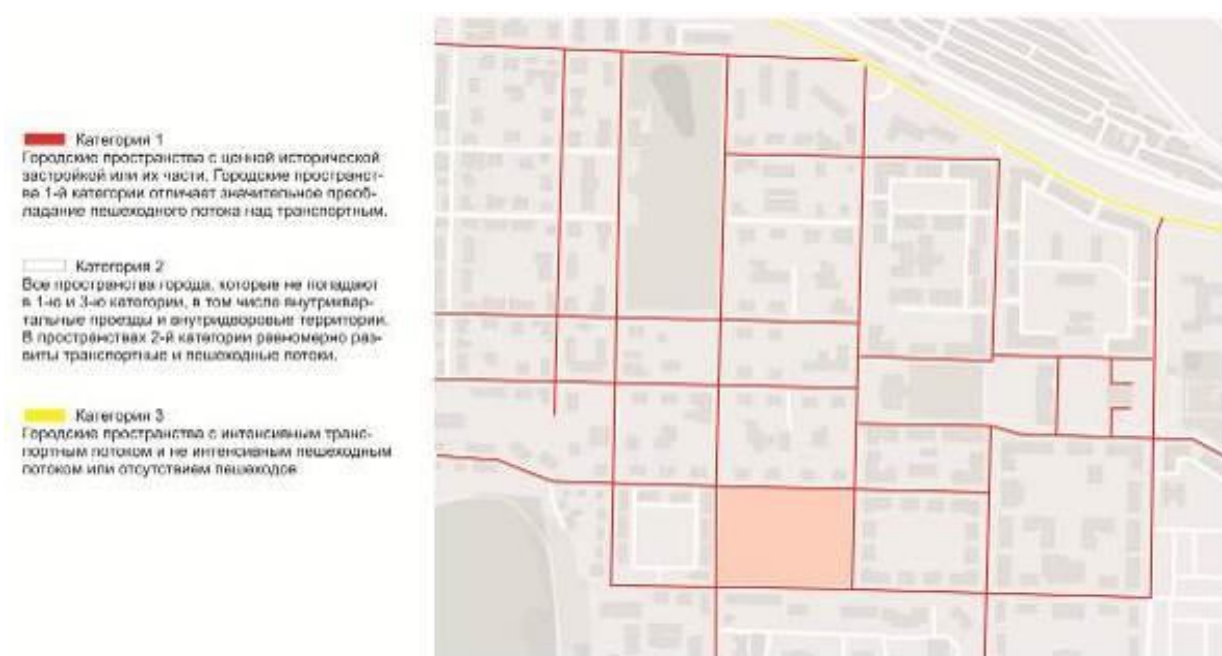 Категория 1
Городские пространства с ценной исторической
застройкой или их части. Городские пространст-
ва 1-й категории отличает значительное преоб-
ладание пешеходного потока над транспортным.
Категория 2
Все пространства города, которые не попадают
в 1-ю и 3-ю категории, в том числе внутриквар-
тальные проезды и внутридворовые территории.
В пространствах 2-й категории равномерно раз-
виты транспортные и пешеходные потоки.
Категория 3
Городские пространства с интенсивным транс-
портным потоком и не интенсивным пешеходным
потоком или отсутствием пешеходов